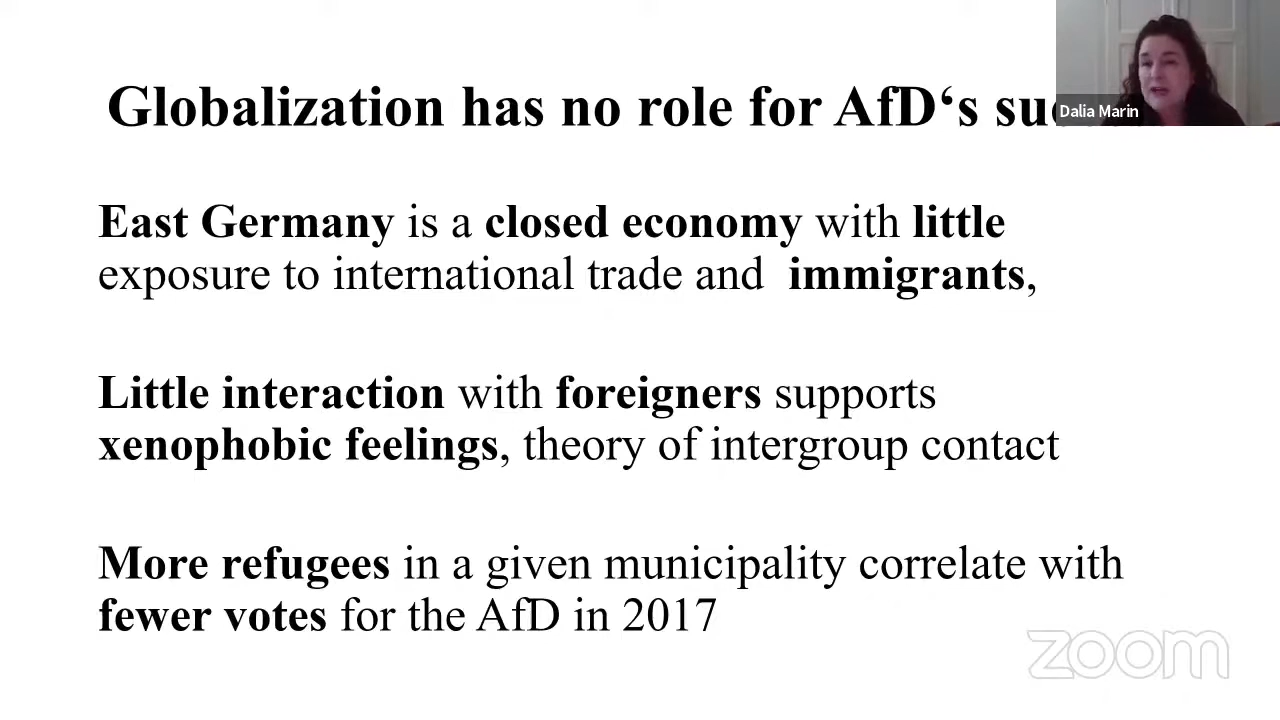 Globalization has no role for AfD‘s
Dalia Marin
East Germany is a closed economy with little
exposure to international trade and immigrants,
Little interaction with foreigners supports
xenophobic feelings, theory of intergroup contact
More refugees in a given municipality correlate with
fewer votes for the AfD in 2017
zoom